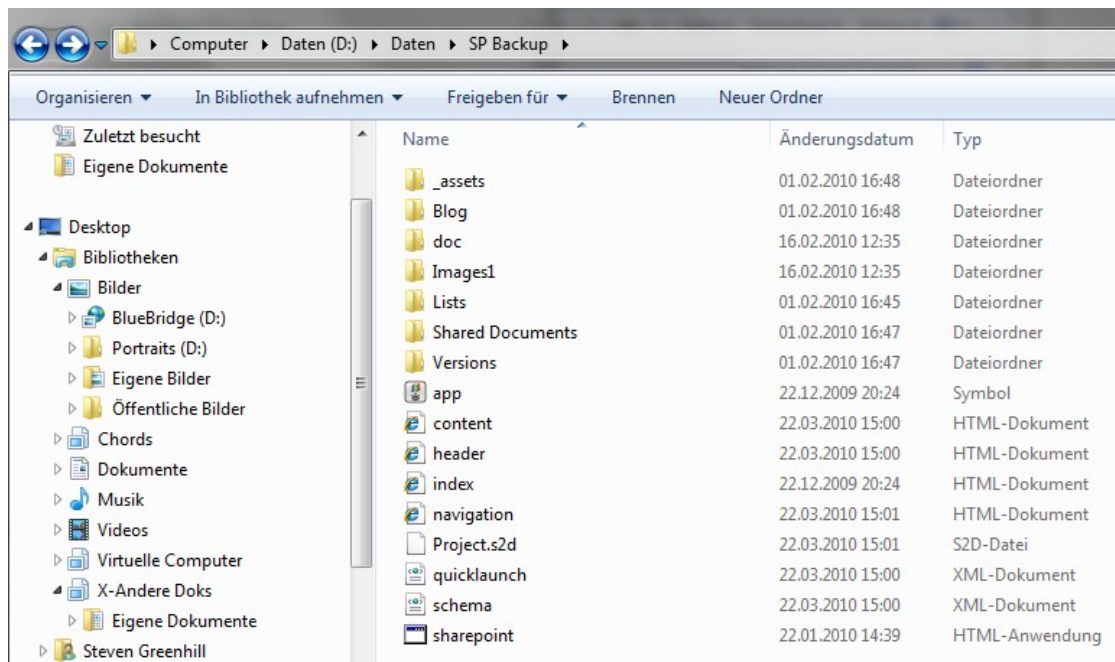 Computer Daten (D:) Daten SP Backup
Organisieren In Bibliothek aufnehmen Freigeben für Brennen Neuer Ordner
Zuletzt besucht
Eigene Dokumente
Desktop
Bibliotheken
Bilder
BlueBridge (D:)
Portraits (D:)
Eigene Bilder
Öffentliche Bilder
Chords
Dokumente
Musik
Videos
Virtuelle Computer
X-Andere Doks
Eigene Dokumente
Steven Greenhill
Name Änderungsdatum Typ
_assets 01.02.2010 16:48 Dateiordner
Blog 01.02.2010 16:48 Dateiordner
doc 16.02.2010 12:35 Dateiordner
Images1 16.02.2010 12:35 Dateiordner
Lists 01.02.2010 16:45 Dateiordner
Shared Documents 01.02.2010 16:47 Dateiordner
Versions 01.02.2010 16:47 Dateiordner
app 22.12.2009 20:24 Symbol
content 22.03.2010 15:00 HTML-Dokument
header 22.03.2010 15:00 HTML-Dokument
index 22.12.2009 20:24 HTML-Dokument
navigation 22.03.2010 15:01 HTML-Dokument
Project.s2d 22.03.2010 15:01 S2D-Datei
quicklaunch 22.03.2010 15:00 XML-Dokument
schema 22.03.2010 15:00 XML-Dokument
sharepoint 22.01.2010 14:39 HTML-Anwendung